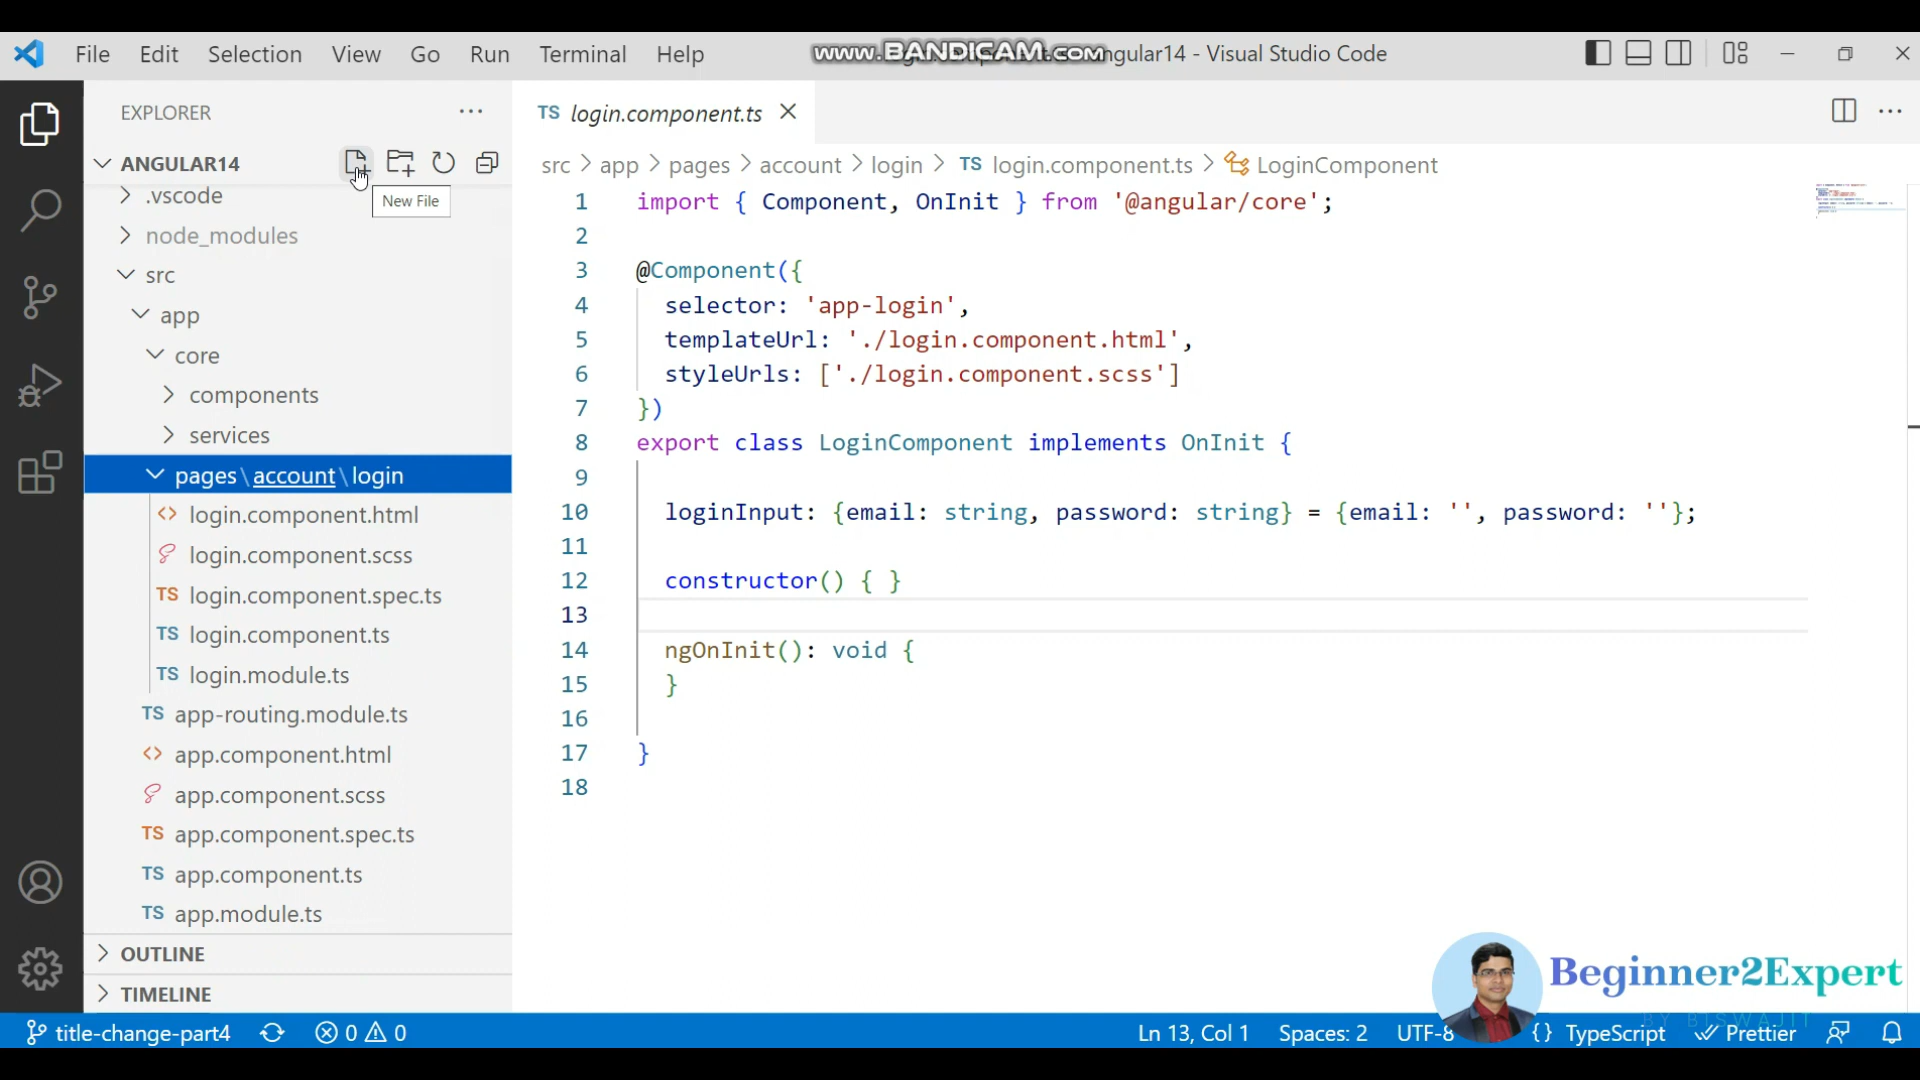 File Edit Selection View Go Run Terminal Help
www.BANDICAM.com
angular14 - Visual Studio Code
EXPLORER
ANGULAR14
New File
.vscode
node_modules
src
app
core
components
services
pages\account\login
login.component.html
login.component.scss
TS login.component.spec.ts
TS login.component.ts
TS login.module.ts
TS app-routing.module.ts
app.component.html
app.component.scss
TS app.component.spec.ts
TS app.component.ts
TS app.module.ts
OUTLINE
TIMELINE
TS login.component.ts
src > app > pages > account > login > TS login.component.ts > LoginComponent
1 import { Component, OnInit } from '@angular/core';
2
3 @Component({
4 selector: 'app-login',
5 templateUrl: './login.component.html',
6 styleUrls: ['./login.component.scss']
7 })
8 export class LoginComponent implements OnInit {
9
10 loginInput: {email: string, password: string} = {email: '', password: ''};
11
12 constructor() { }
13
14 ngOnInit(): void {
15 }
16
17 }
18
Beginner2Expert
BY BISWAJIT
title-change-part4 0 0 Ln 13, Col 1 Spaces: 2 UTF-8 {} TypeScript Prettier